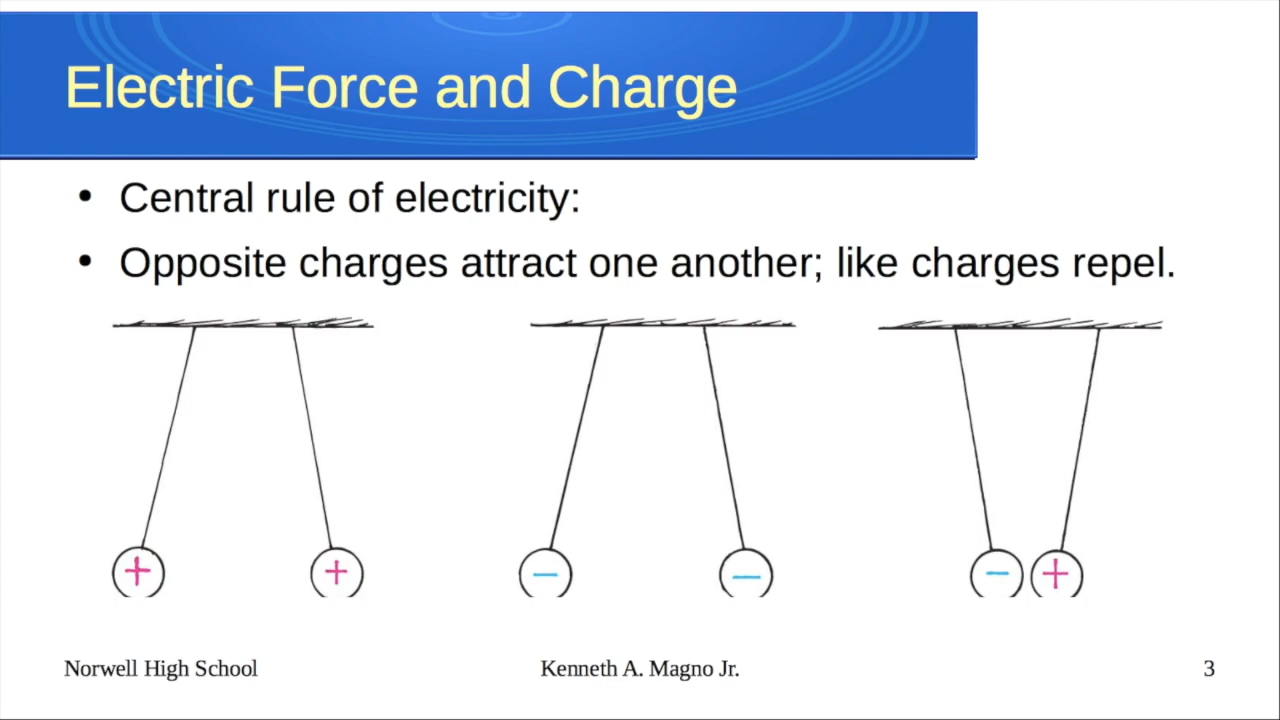 Electric Force and Charge
• Central rule of electricity:
• Opposite charges attract one another; like charges repel.
+ + – – – +
Norwell High School Kenneth A. Magno Jr. 3